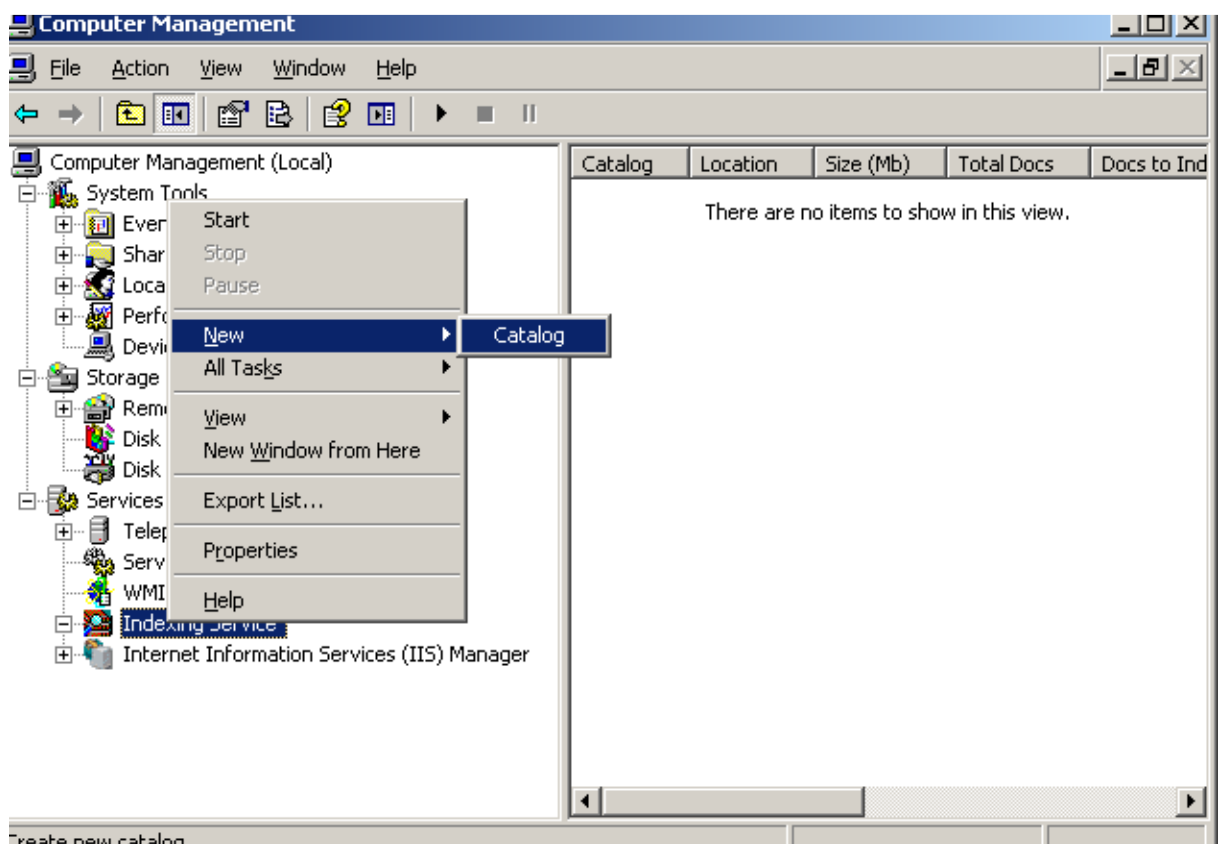 Computer Management
File Action View Window Help
Computer Management (Local)
System Tools
Even
Shar
Loca
Perfo
Devi
Storage
Rem
Disk
Disk
Services
Telep
Serv
WMI
Indexing Service
Internet Information Services (IIS) Manager
Start
Stop
Pause
New
Catalog
All Tasks
View
New Window from Here
Export List...
Properties
Help
Catalog Location Size (Mb) Total Docs Docs to Ind
There are no items to show in this view.
Create new catalog